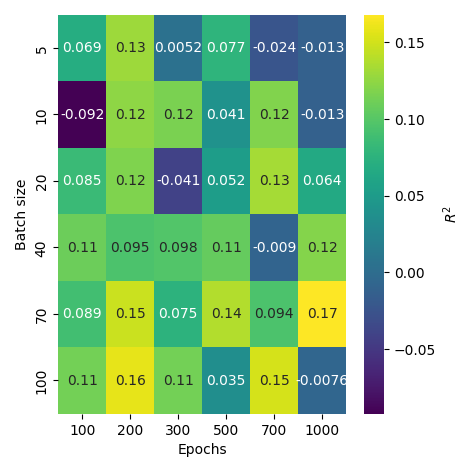 5 0.069 0.13 0.0052 0.077 -0.024 -0.013
10 -0.092 0.12 0.12 0.041 0.12 -0.013
20 0.085 0.12 -0.041 0.052 0.13 0.064
40 0.11 0.095 0.098 0.11 -0.009 0.12
70 0.089 0.15 0.075 0.14 0.094 0.17
100 0.11 0.16 0.11 0.035 0.15 -0.0076
100 200 300 500 700 1000
Epochs
Batch size
0.15
0.10
0.05
0.00
−0.05
R²